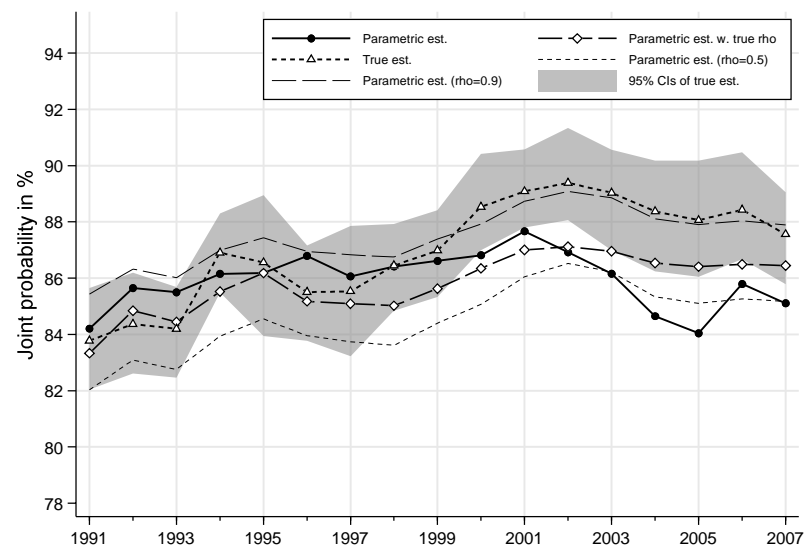 Parametric est.
True est.
Parametric est. (rho=0.9)
Parametric est. w. true rho
Parametric est. (rho=0.5)
95% CIs of true est.
Joint probability in %
94
92
90
88
86
84
82
80
78
1991 1993 1995 1997 1999 2001 2003 2005 2007